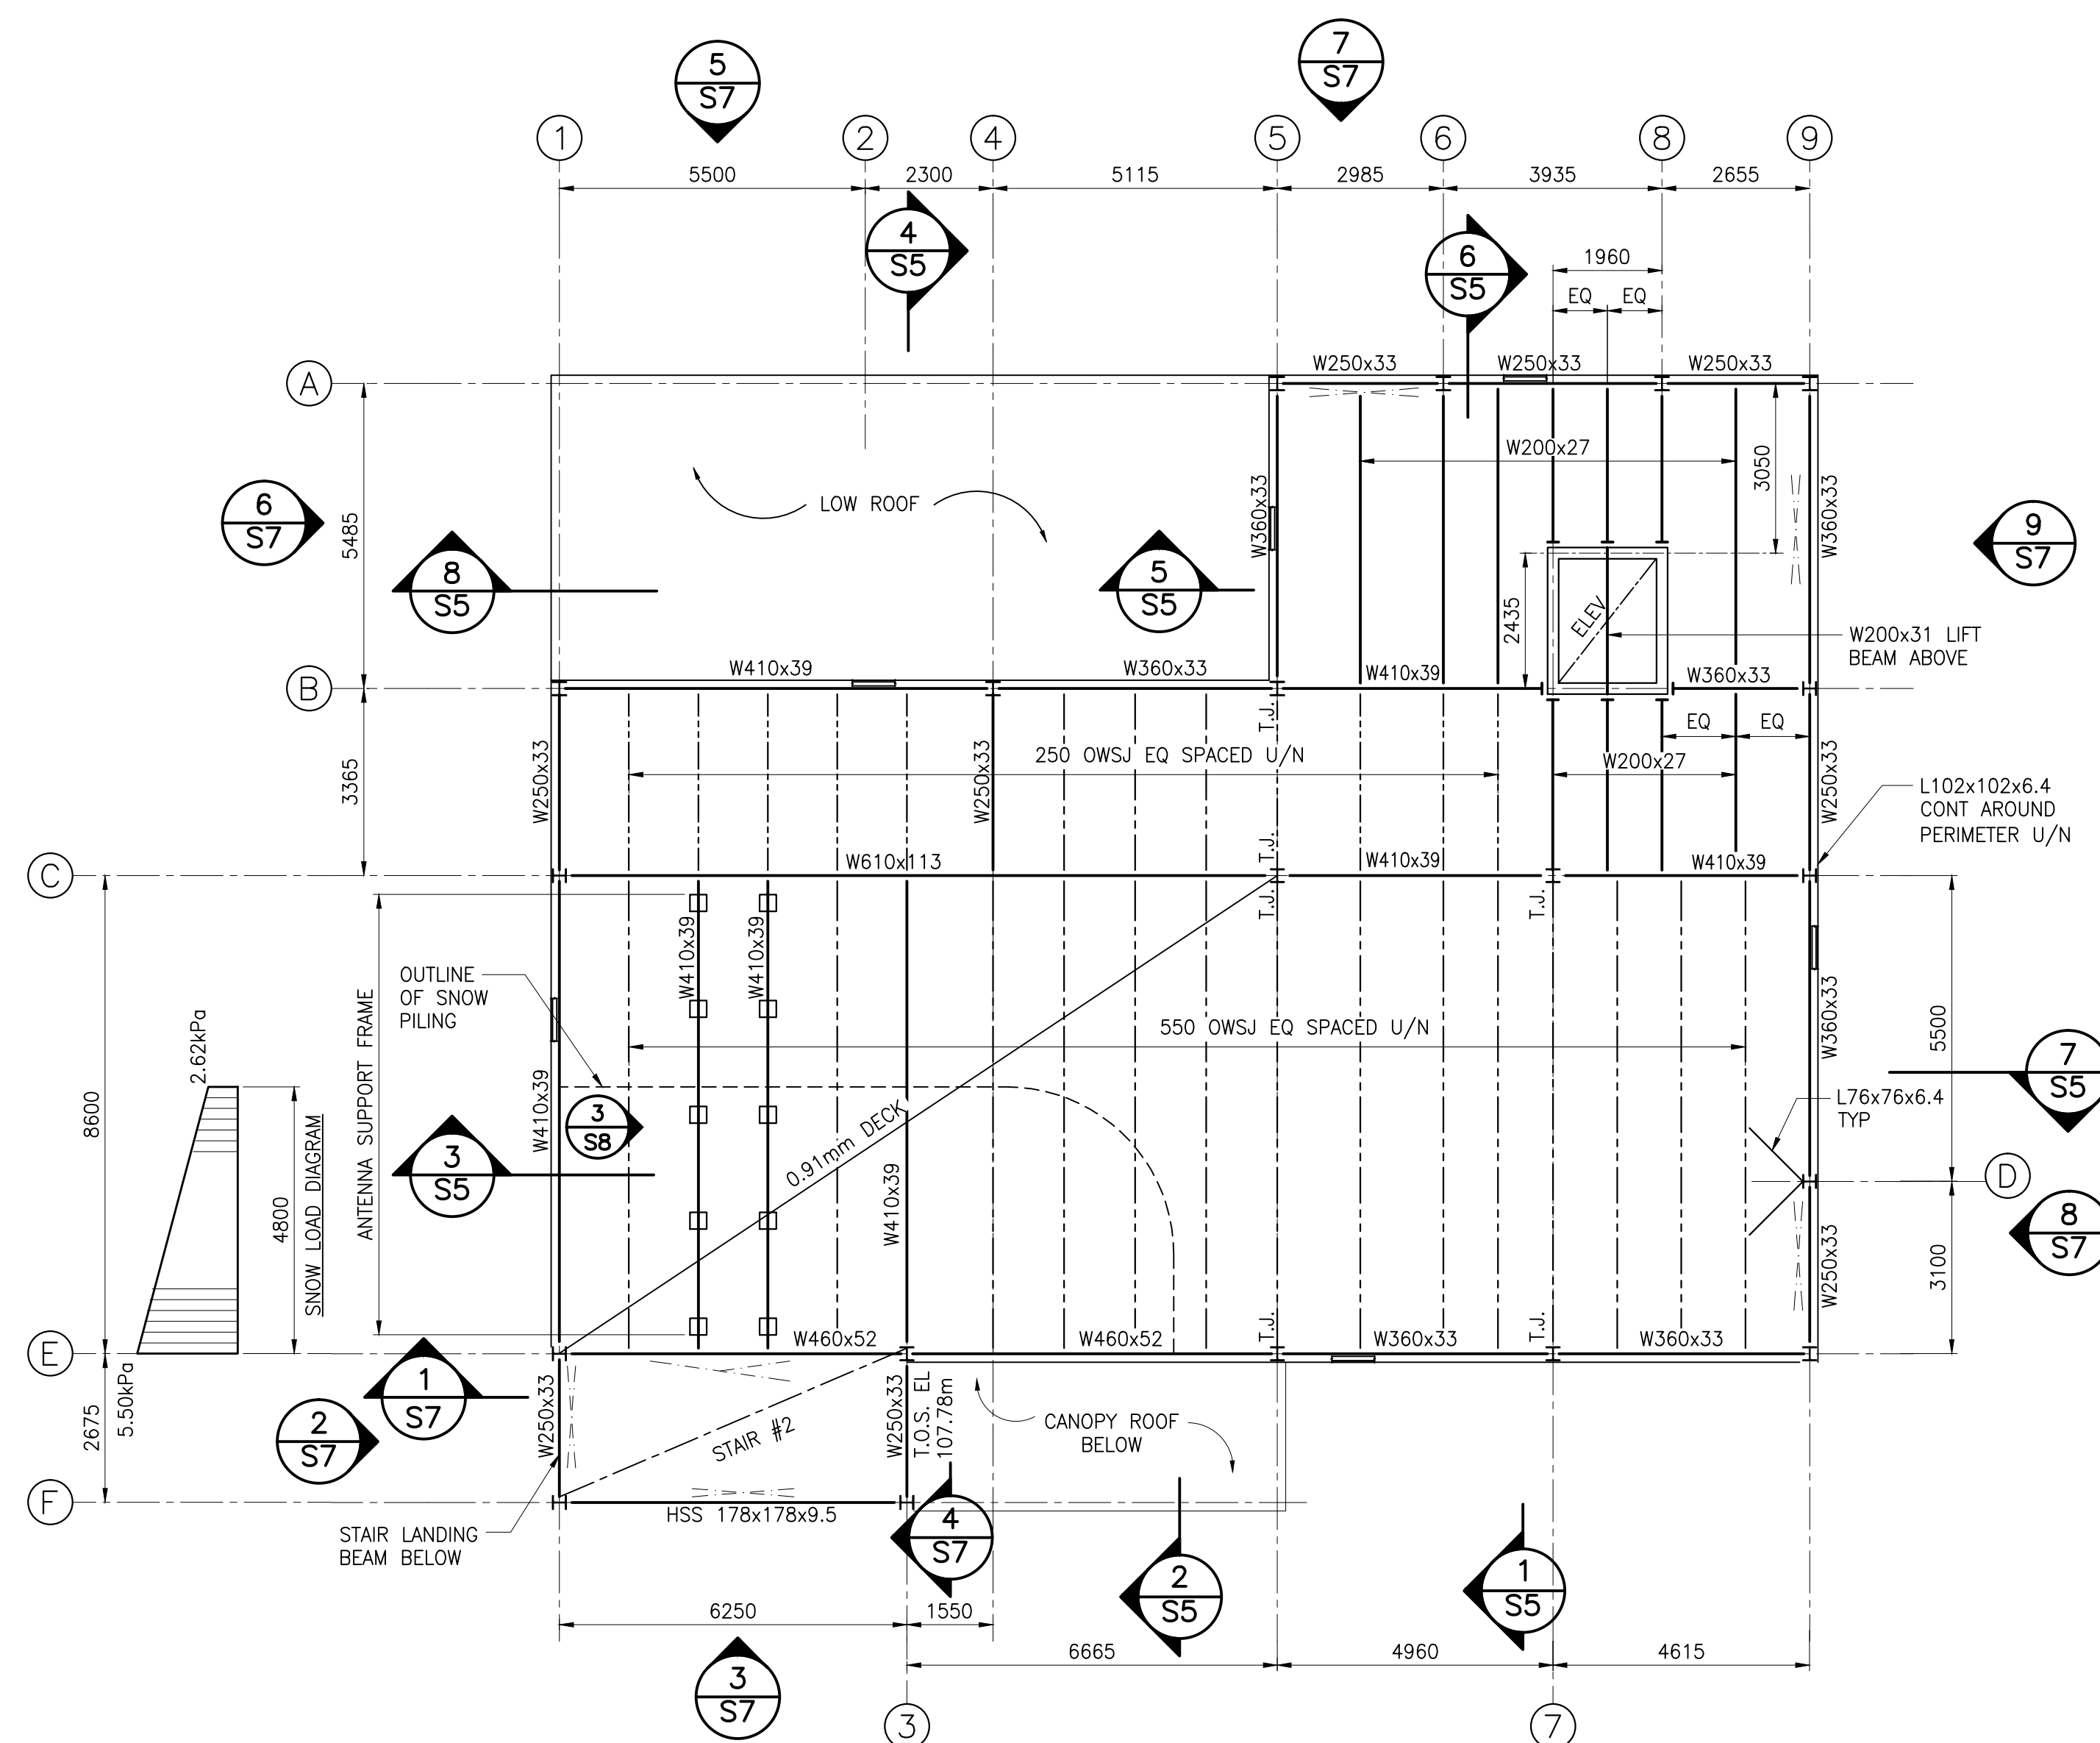 5
S7
7
S7
1
2
4
5
6
8
9
5500
2300
5115
2985
3935
2655
4
S5
6
S5
1960
EQ
EQ
A
W250x33
W250x33
W250x33
W200x27
3050
5485
6
S7
LOW ROOF
W360x33
W360x33
9
S7
8
S5
5
S5
2435
ELEV
W200x31 LIFT
BEAM ABOVE
B
W410x39
W360x33
W410x39
W360x33
T.J.
EQ
EQ
3365
W250x33
W250x33
250 OWSJ EQ SPACED U/N
W200x27
W250x33
L102x102x6.4
CONT AROUND
PERIMETER U/N
T.J.
C
W610x113
W410x39
W410x39
T.J.
T.J.
W410x39
W410x39
OUTLINE
OF SNOW
PILING
ANTENNA SUPPORT FRAME
550 OWSJ EQ SPACED U/N
W360x33
5500
7
S5
2.62kPa
8600
4800
SNOW LOAD DIAGRAM
W410x39
3
S8
0.91mm DECK
L76x76x6.4
TYP
3
S5
W410x39
D
8
S7
W250x33
3100
T.J.
T.J.
E
W460x52
W460x52
W360x33
W360x33
5.50kPa
2675
1
S7
2
S7
W250x33
STAIR #2
W250x33
T.O.S. EL
107.78m
CANOPY ROOF
BELOW
F
HSS 178x178x9.5
STAIR LANDING
BEAM BELOW
4
S7
2
S5
1
S5
6250
1550
6665
4960
4615
3
S7
3
7